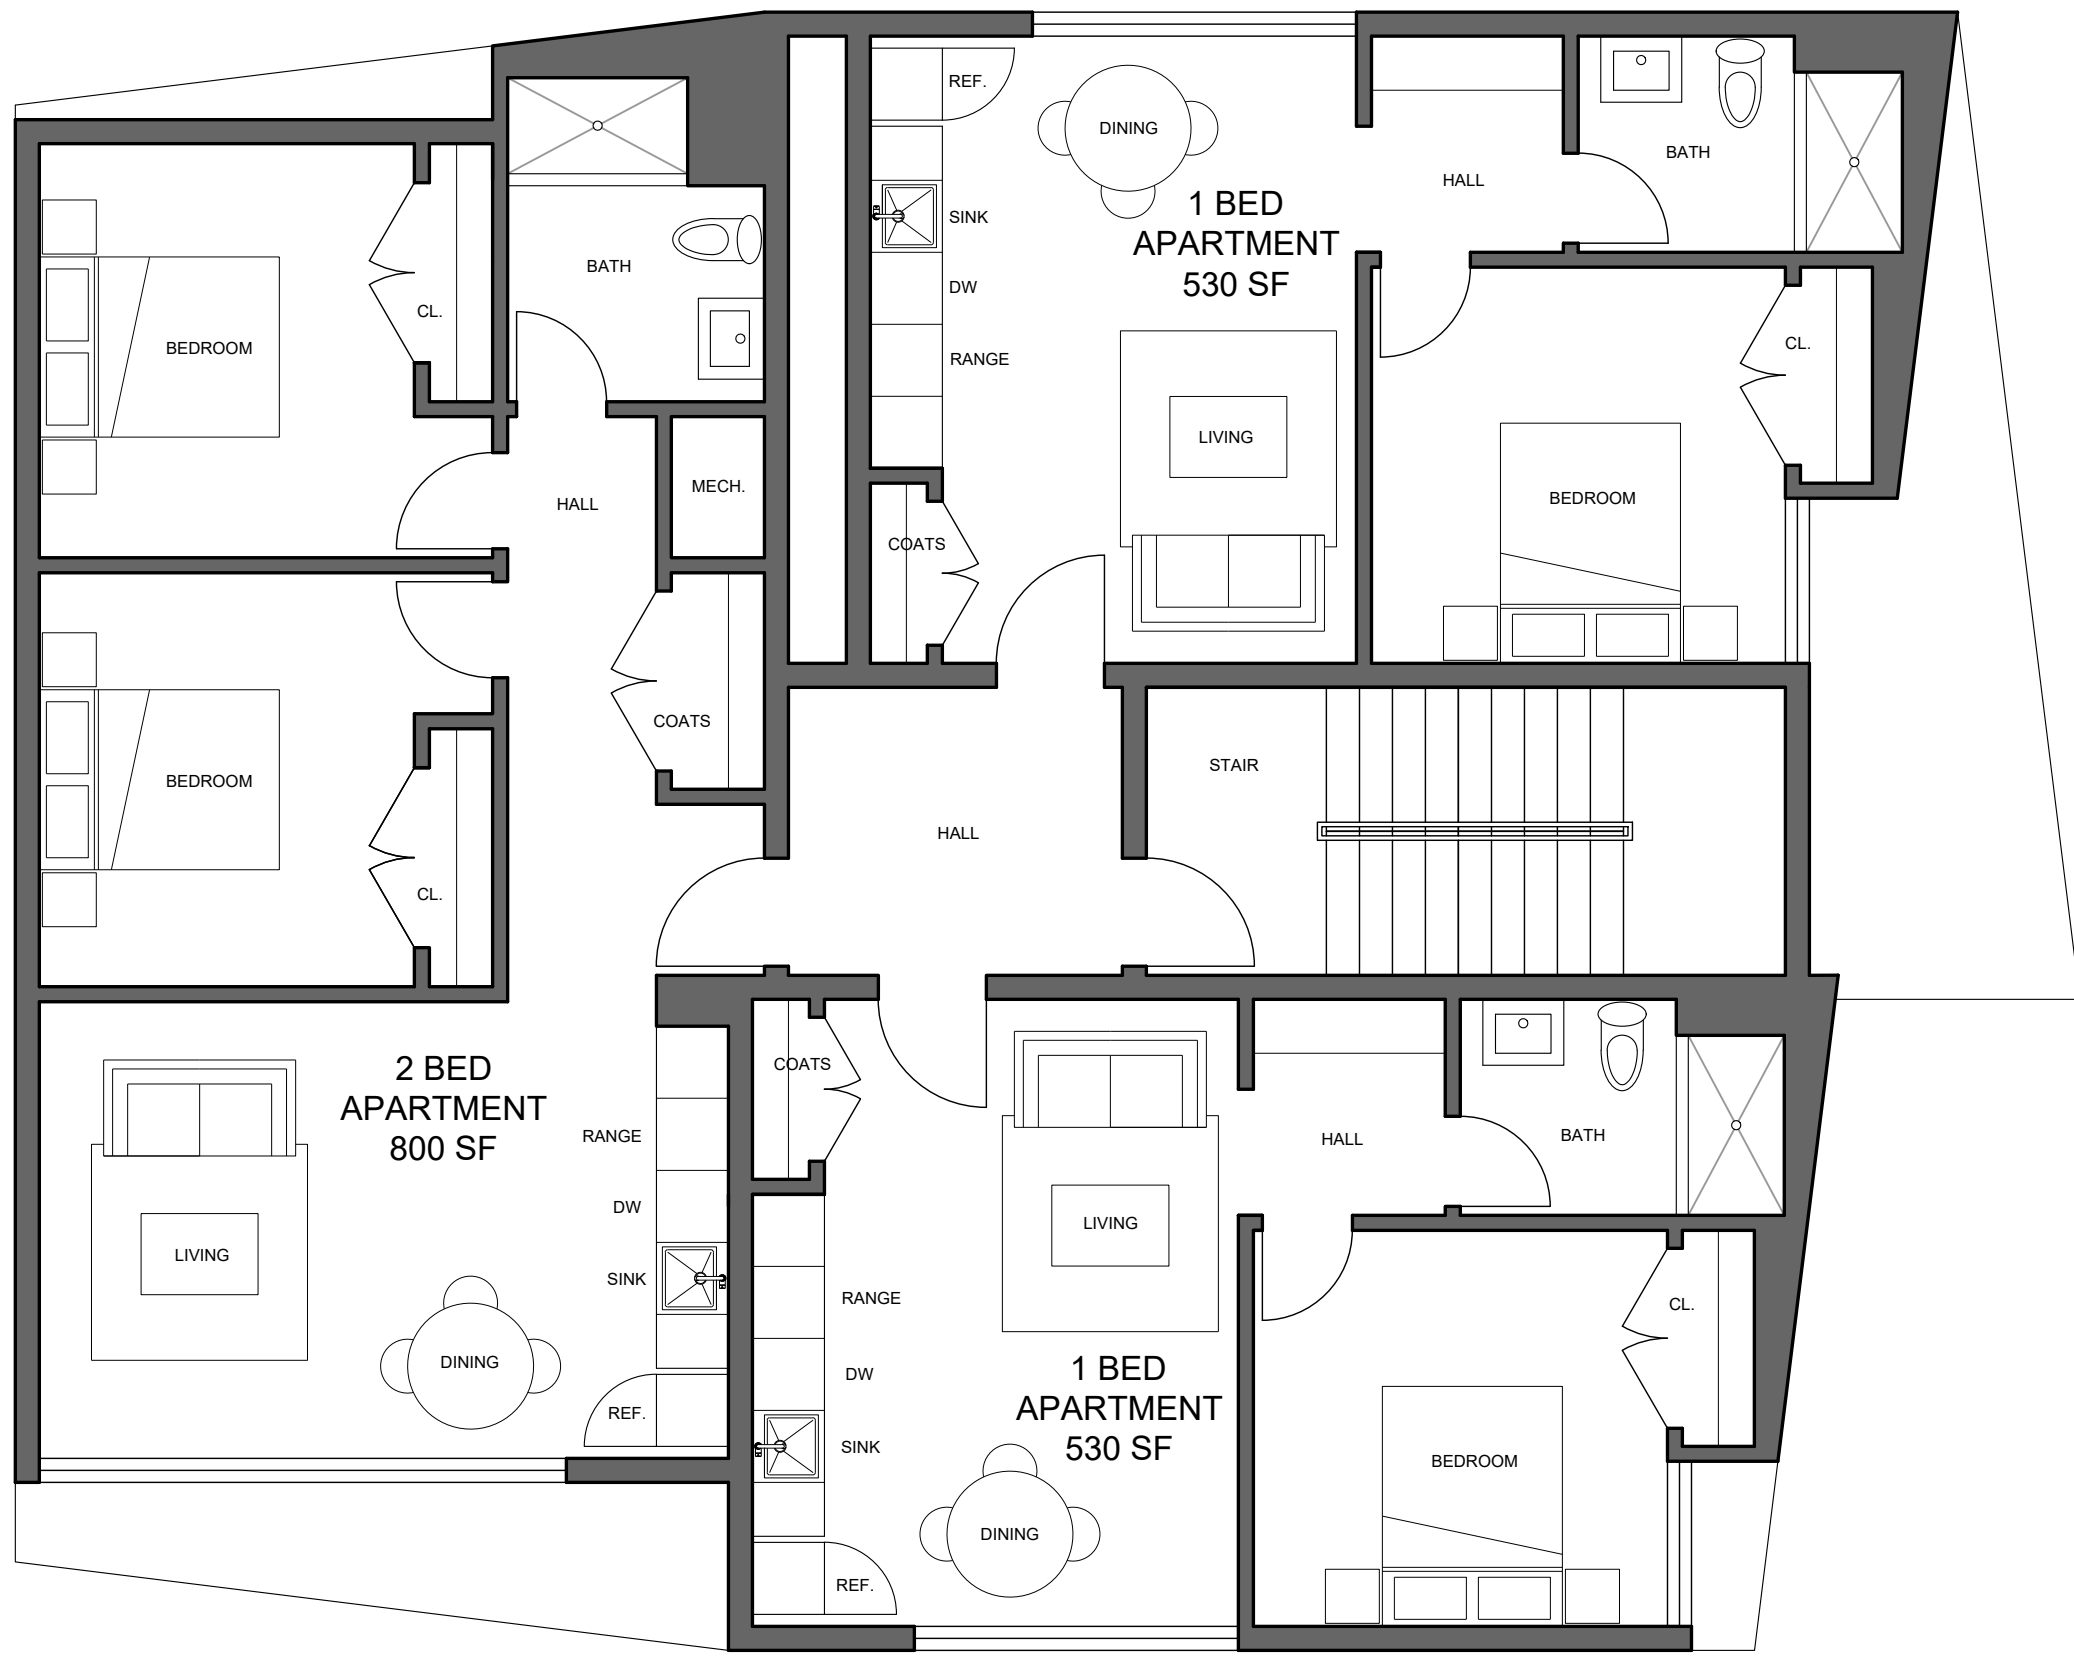 REF.
DINING
BATH
HALL
1 BED
APARTMENT
530 SF
SINK
BATH
DW
CL.
CL.
BEDROOM
RANGE
LIVING
MECH.
HALL
BEDROOM
COATS
COATS
STAIR
BEDROOM
HALL
CL.
2 BED
APARTMENT
800 SF
COATS
RANGE
HALL
BATH
DW
LIVING
LIVING
SINK
RANGE
CL.
DINING
1 BED
APARTMENT
530 SF
DW
REF.
SINK
BEDROOM
DINING
REF.